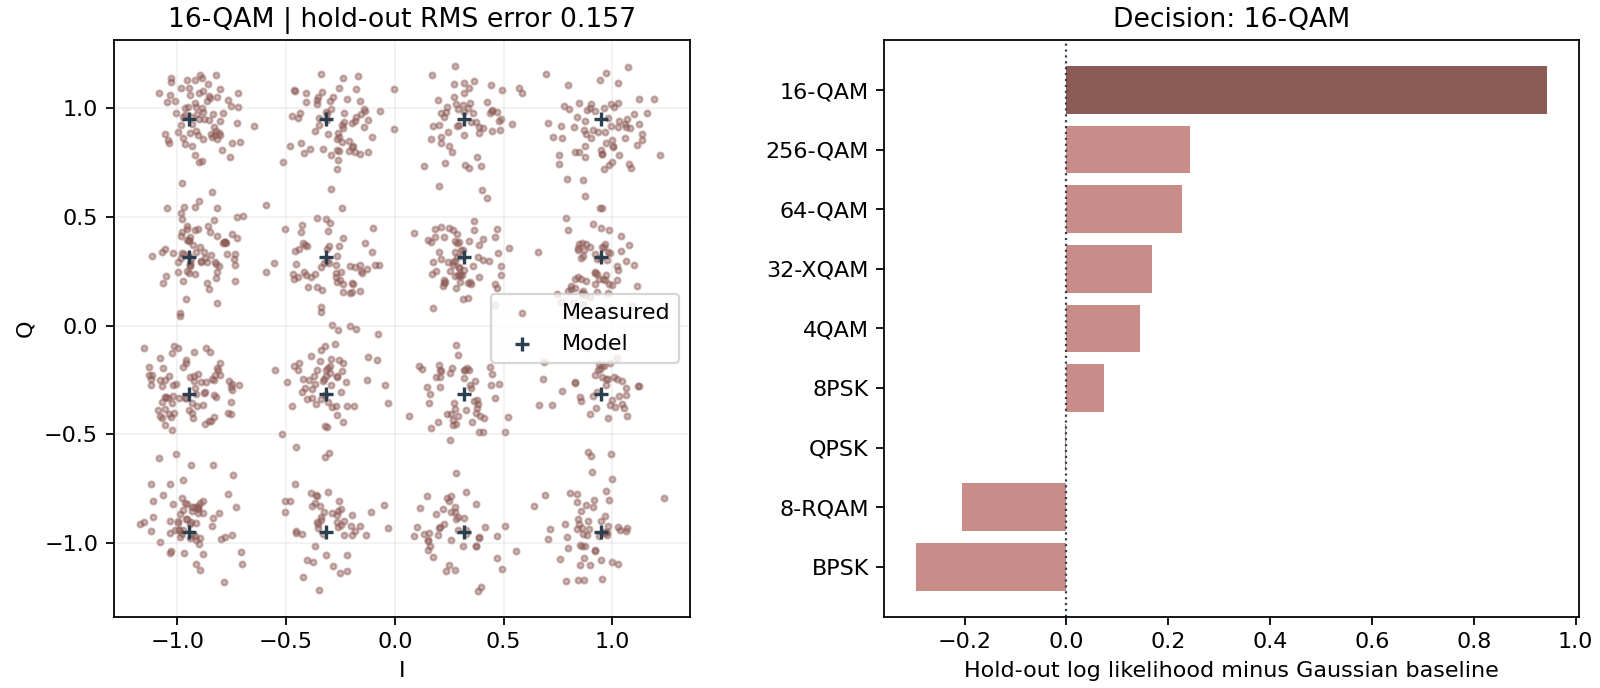 16-QAM | hold-out RMS error 0.157
1.0
0.5
0.0
−0.5
−1.0
Q
Measured
Model
−1.0 −0.5 0.0 0.5 1.0
I
Decision: 16-QAM
16-QAM
256-QAM
64-QAM
32-XQAM
4QAM
8PSK
QPSK
8-RQAM
BPSK
−0.2 0.0 0.2 0.4 0.6 0.8 1.0
Hold-out log likelihood minus Gaussian baseline